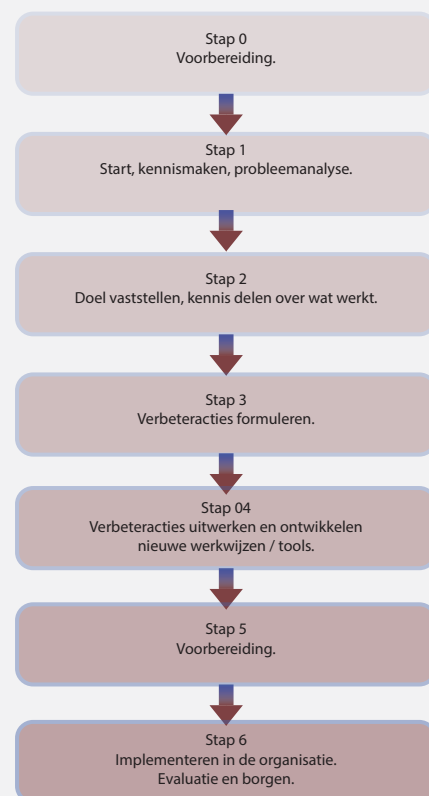 Stap 0
Voorbereiding.
Stap 1
Start, kennismaken, probleemanalyse.
Stap 2
Doel vaststellen, kennis delen over wat werkt.
Stap 3
Verbeteracties formuleren.
Stap 04
Verbeteracties uitwerken en ontwikkelen
nieuwe werkwijzen / tools.
Stap 5
Voorbereiding.
Stap 6
Implementeren in de organisatie.
Evaluatie en borgen.